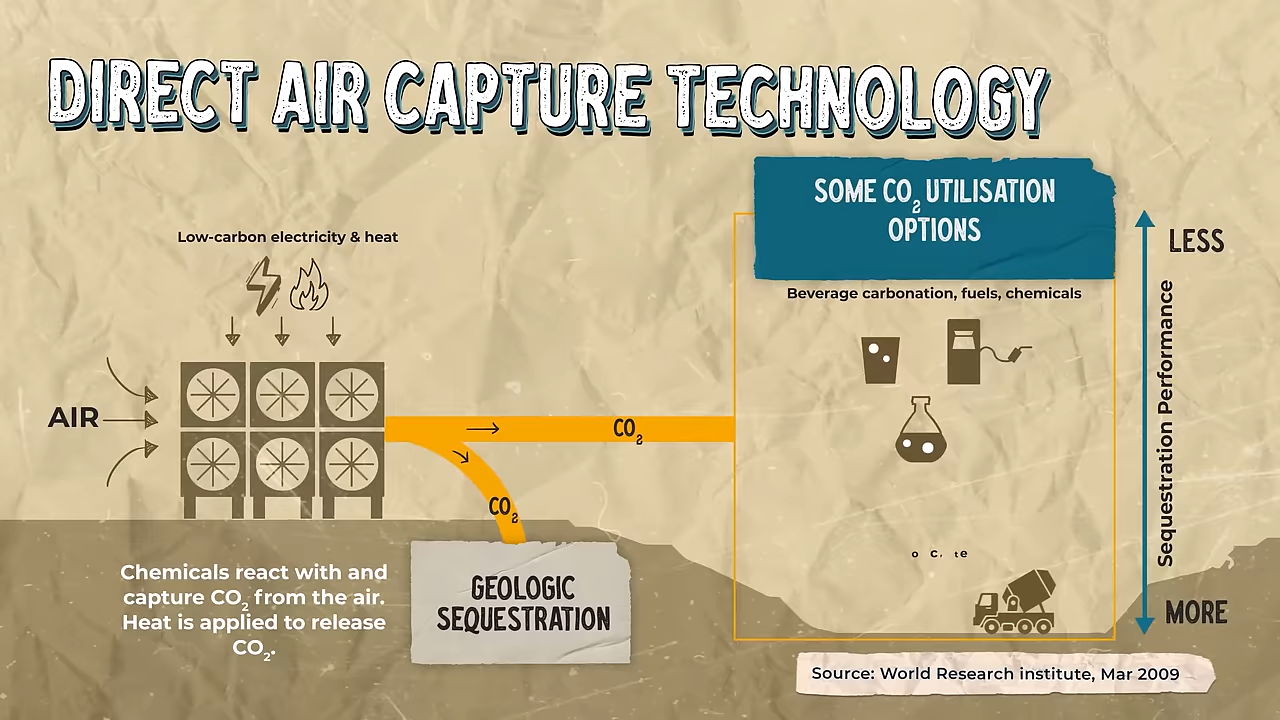 DIRECT AIR CAPTURE TECHNOLOGY
SOME CO₂ UTILISATION
OPTIONS
Low-carbon electricity & heat
Beverage carbonation, fuels, chemicals
LESS
Sequestration Performance
MORE
AIR
CO₂
CO₂
Chemicals react with and
capture CO₂ from the air.
Heat is applied to release
CO₂.
GEOLOGIC
SEQUESTRATION
Source: World Research institute, Mar 2009